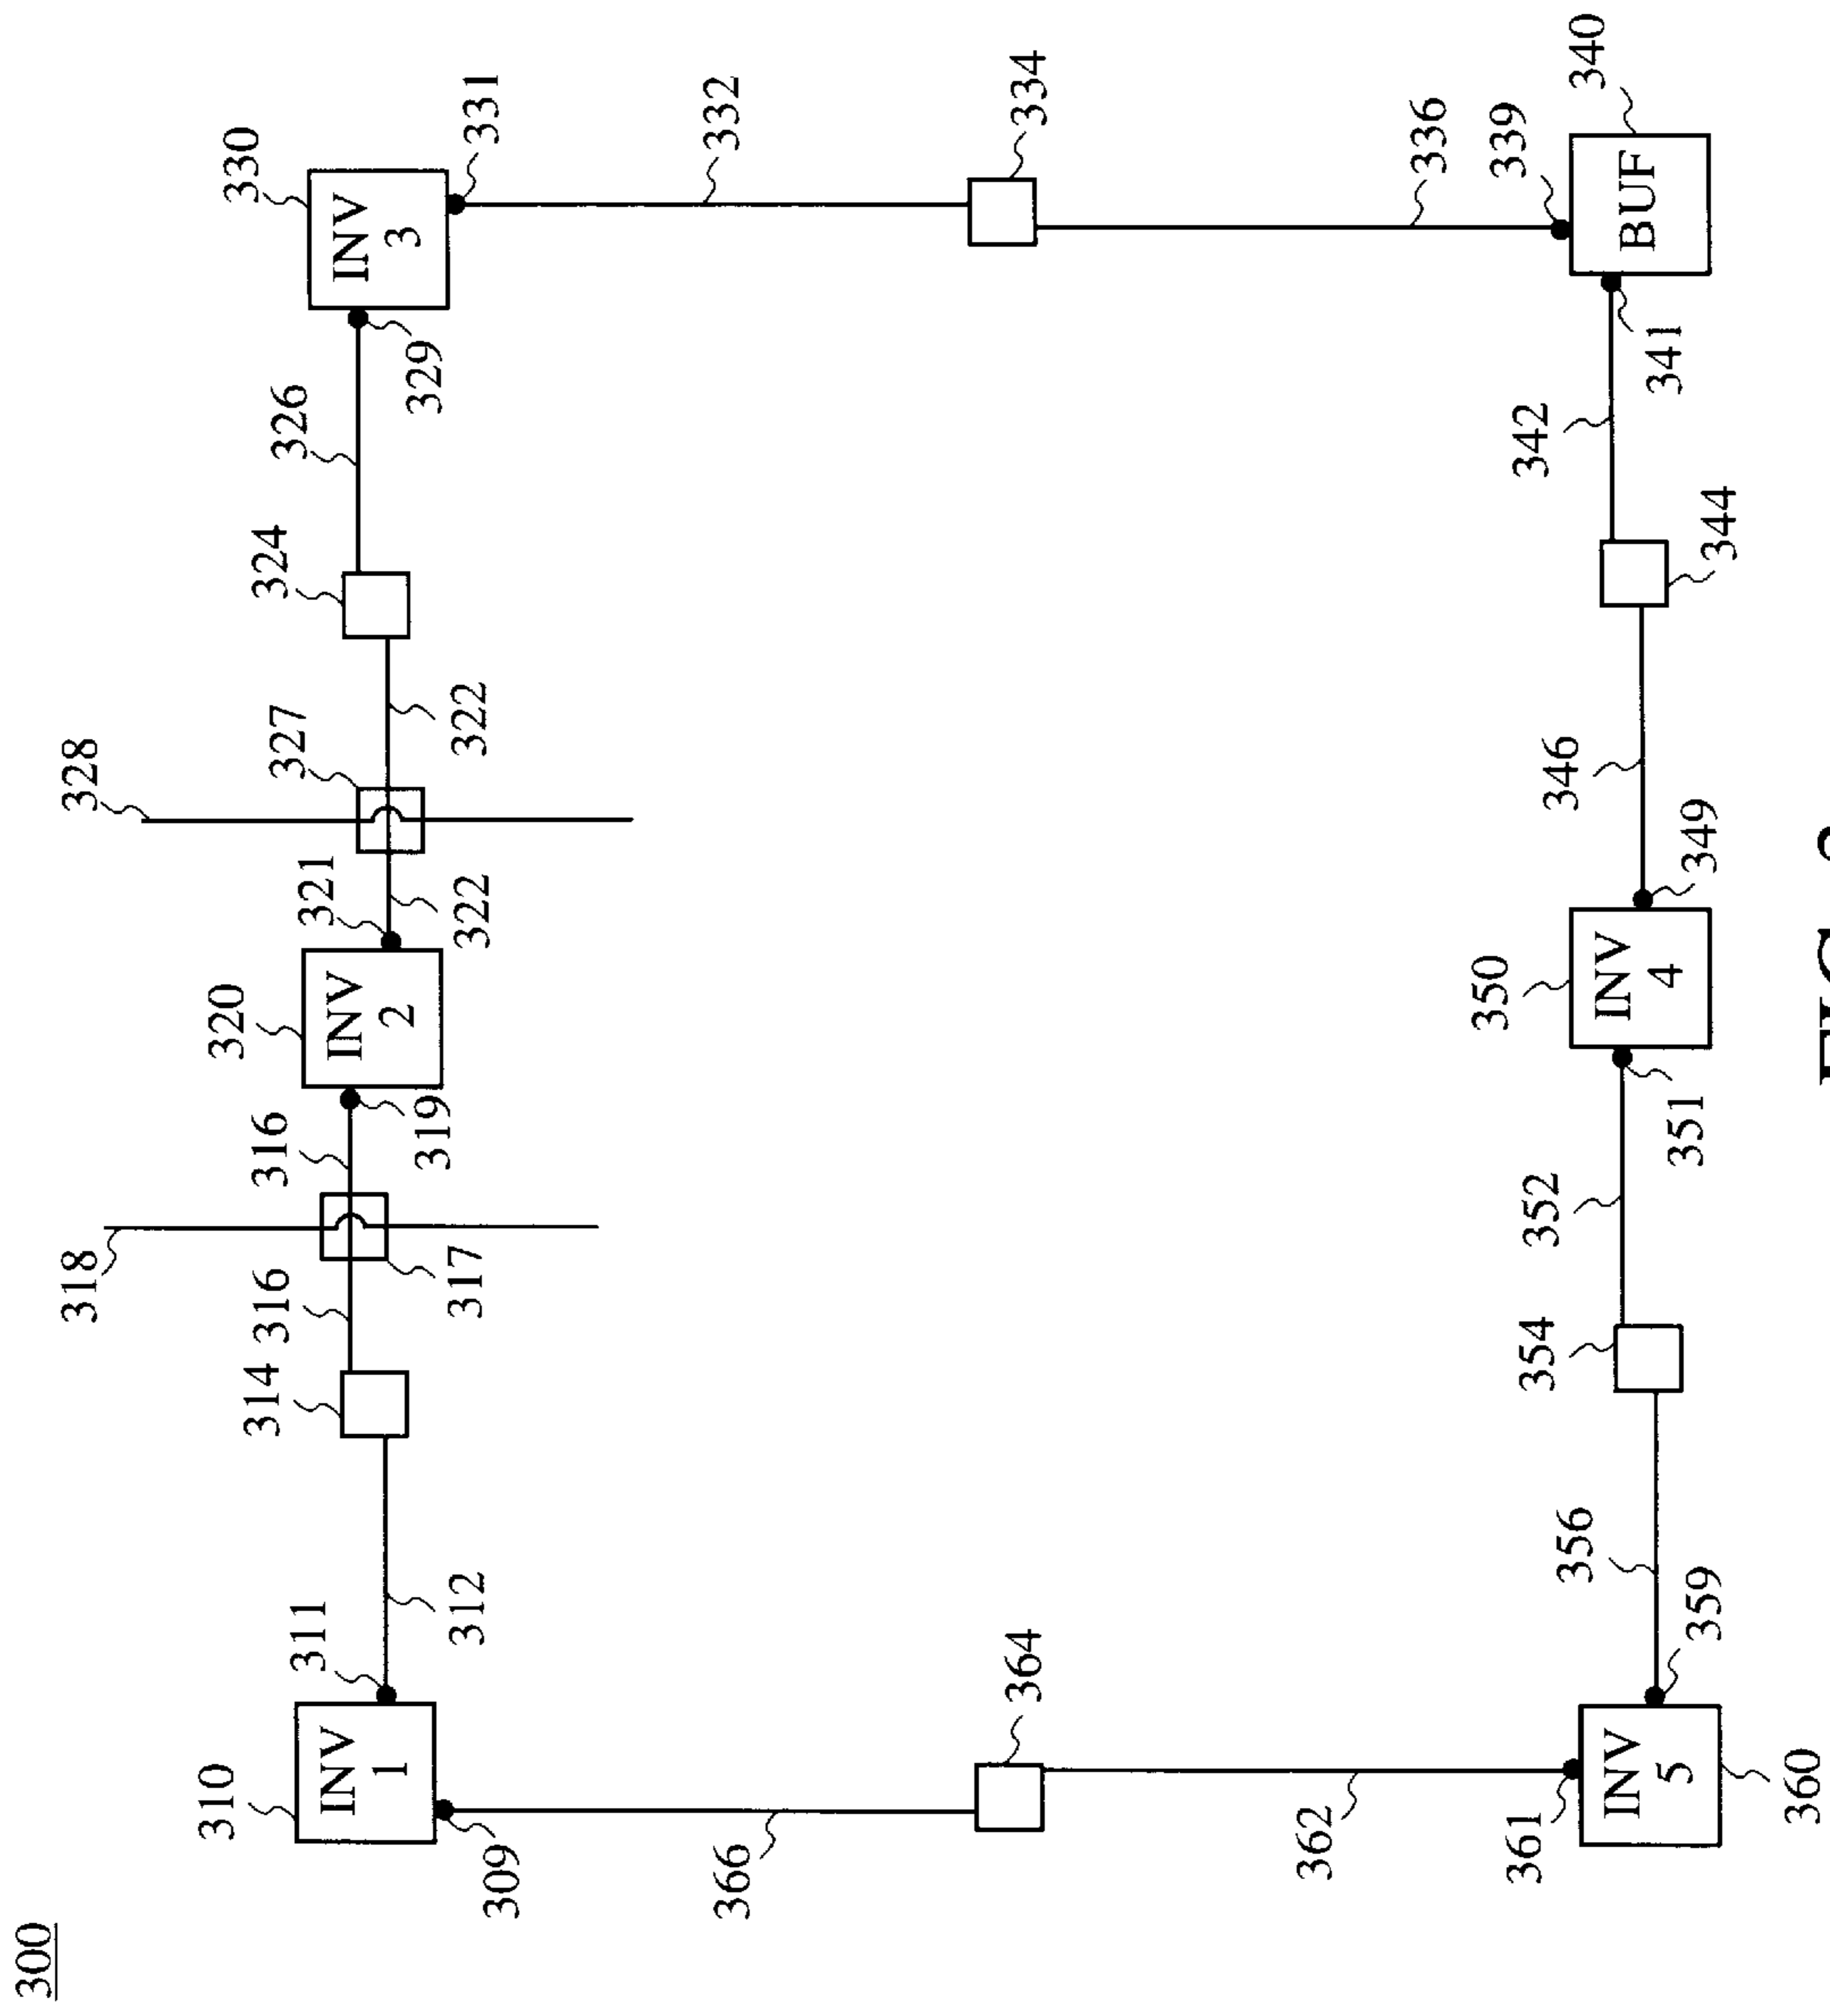 300
318 328
310 314 316 316 320 327 324 326 330
311 321
INV 1
INV 2
INV 3
309 312 317 319 322 322 329 331
366 332
364 334
362 336
361 356 354 352 350 346 342 339 340
INV 5
INV 4
BUF
360 359 351 349 344 341